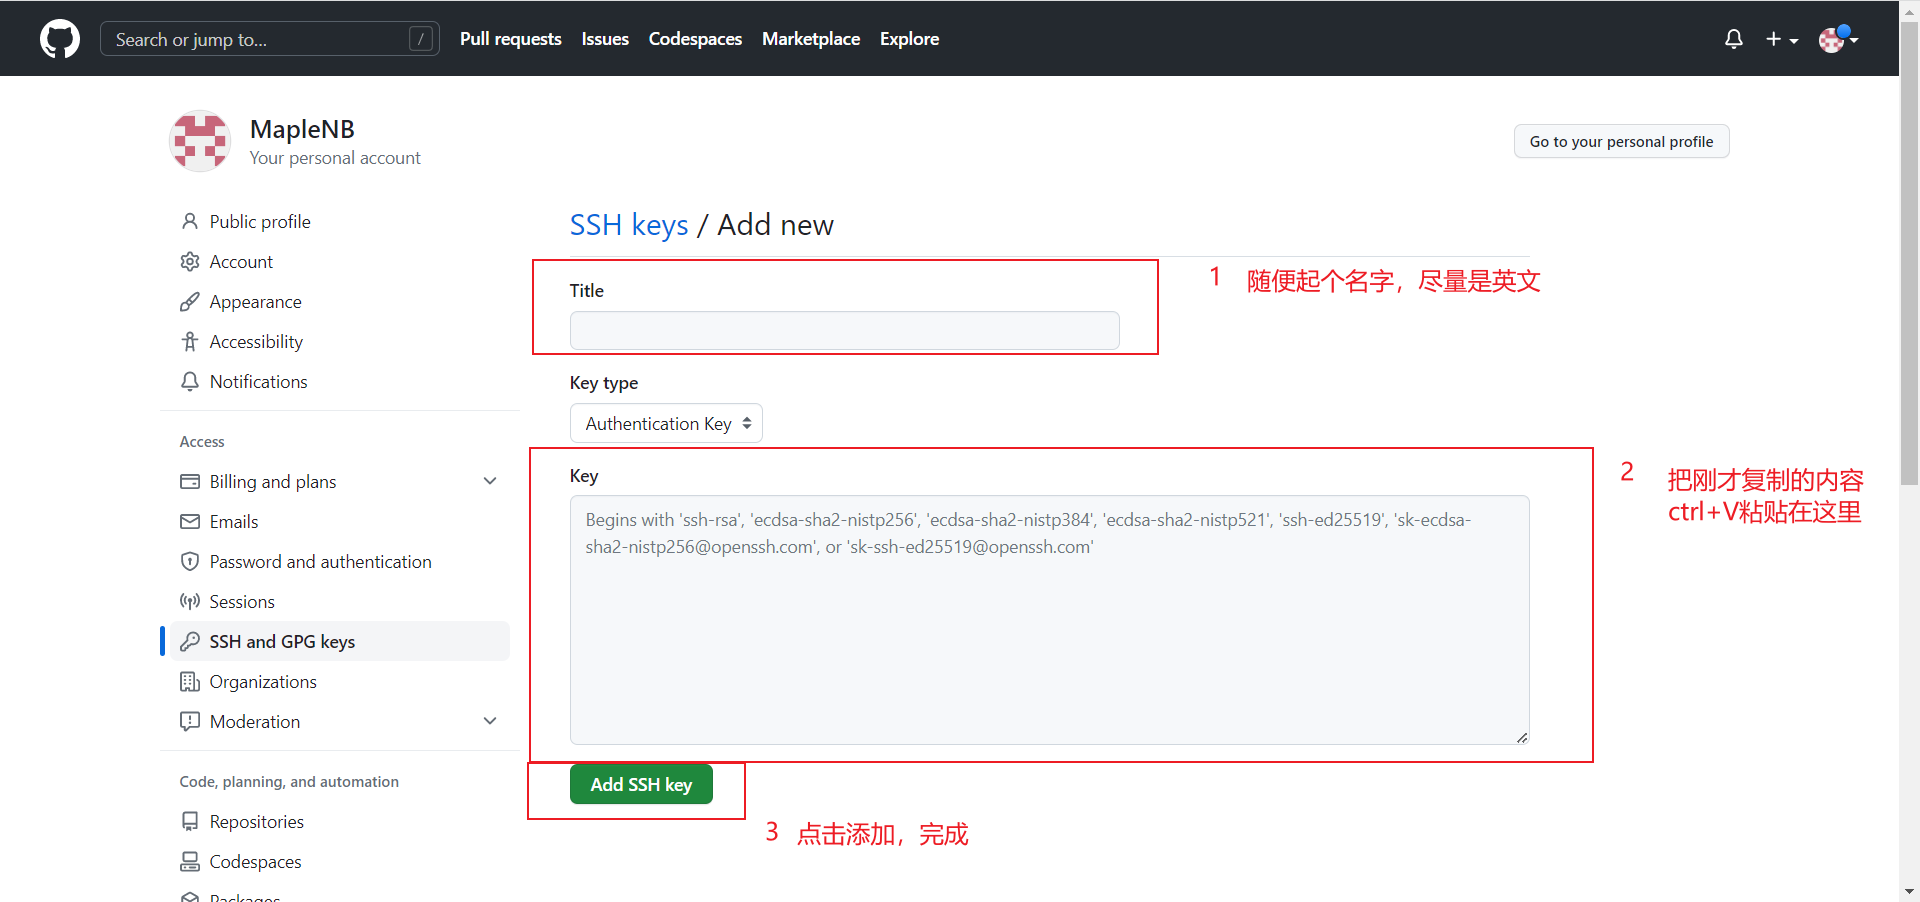 Search or jump to...
/
Pull requests
Issues
Codespaces
Marketplace
Explore
MapleNB
Your personal account
Go to your personal profile
Public profile
Account
Appearance
Accessibility
Notifications
Access
Billing and plans
Emails
Password and authentication
Sessions
SSH and GPG keys
Organizations
Moderation
Code, planning, and automation
Repositories
Codespaces
Packages
SSH keys / Add new
Title
1 随便起个名字，尽量是英文
Key type
Authentication Key
Key
Begins with 'ssh-rsa', 'ecdsa-sha2-nistp256', 'ecdsa-sha2-nistp384', 'ecdsa-sha2-nistp521', 'ssh-ed25519', 'sk-ecdsa-
sha2-nistp256@openssh.com', or 'sk-ssh-ed25519@openssh.com'
2 把刚才复制的内容
ctrl+V粘贴在这里
Add SSH key
3 点击添加，完成